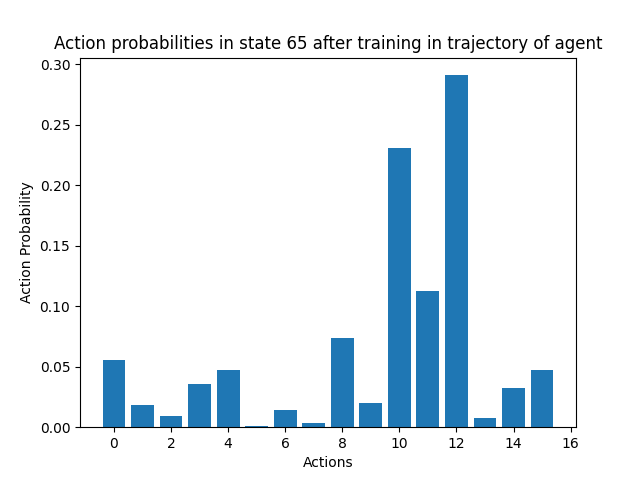 Action probabilities in state 65 after training in trajectory of agent
0.30
0.25
0.20
0.15
0.10
0.05
0.00
Action Probability
0 2 4 6 8 10 12 14 16
Actions